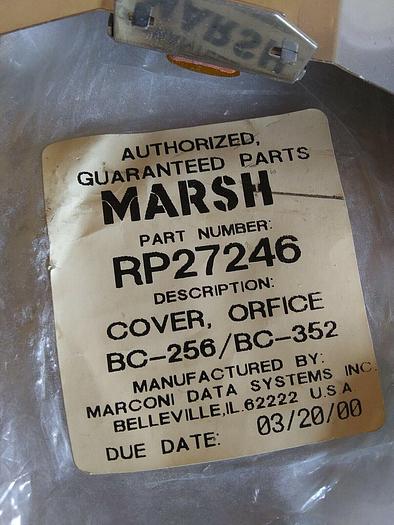 MARSH
AUTHORIZED,
GUARANTEED PARTS
MARSH
PART NUMBER:
RP27246
DESCRIPTION:
COVER, ORFICE
BC-256/BC-352
MANUFACTURED BY:
MARCONI DATA SYSTEMS INC.
BELLEVILLE,IL.62222 U.S.A
DUE DATE: 03/20/00